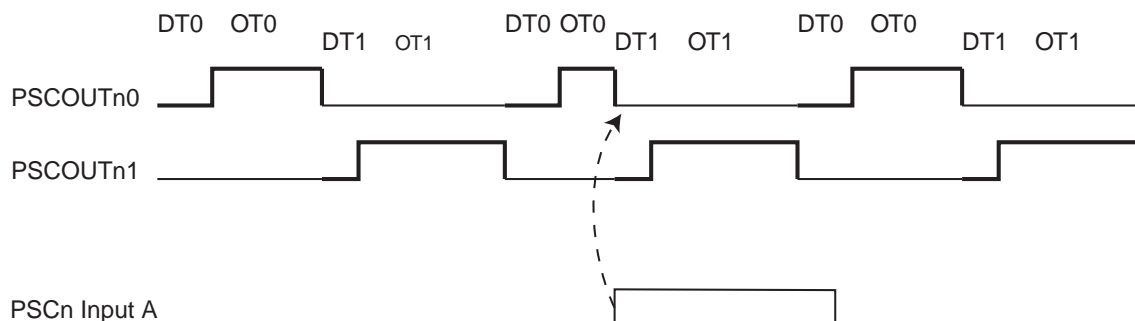 DT0 OT0 DT1 OT1 DT0 OT0 DT1 OT1 DT0 OT0 DT1 OT1
PSCOUTn0
PSCOUTn1
PSCn Input A